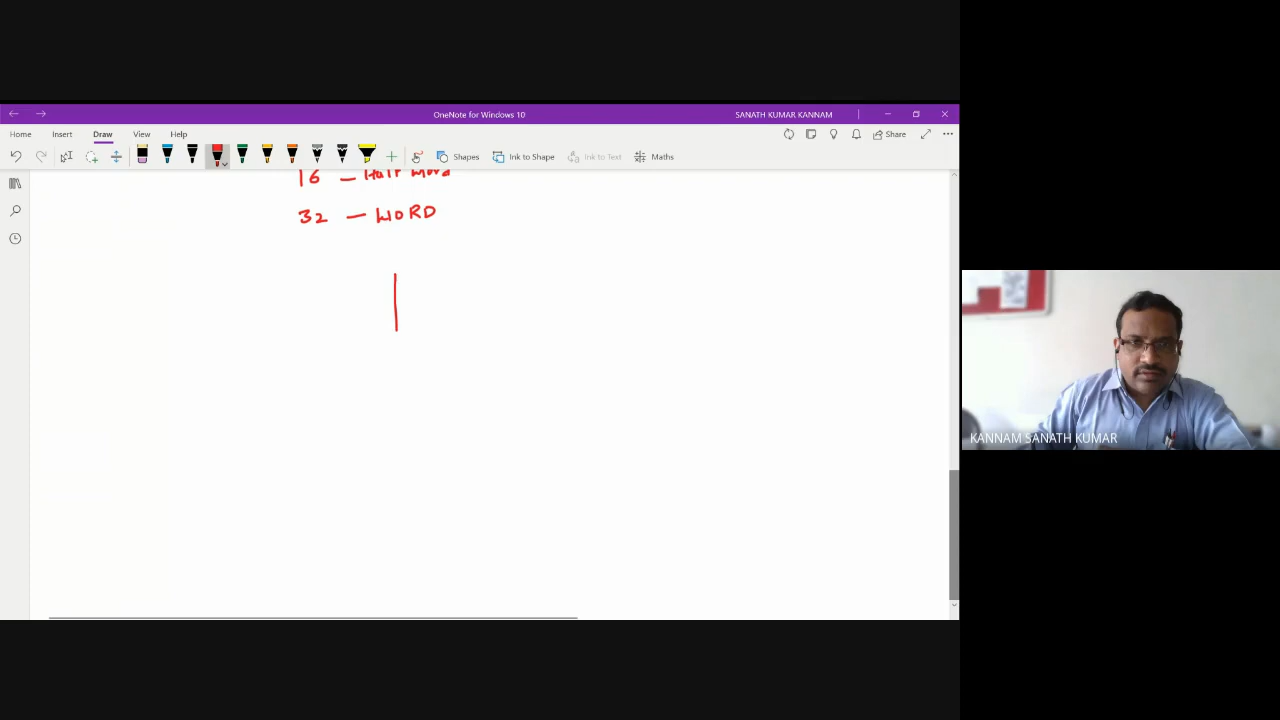 OneNote for Windows 10
SANATH KUMAR KANNAM
Home Insert Draw View Help
Share
Shapes Ink to Shape Ink to Text Maths
16 — Half word
32 — WORD
KANNAM SANATH KUMAR